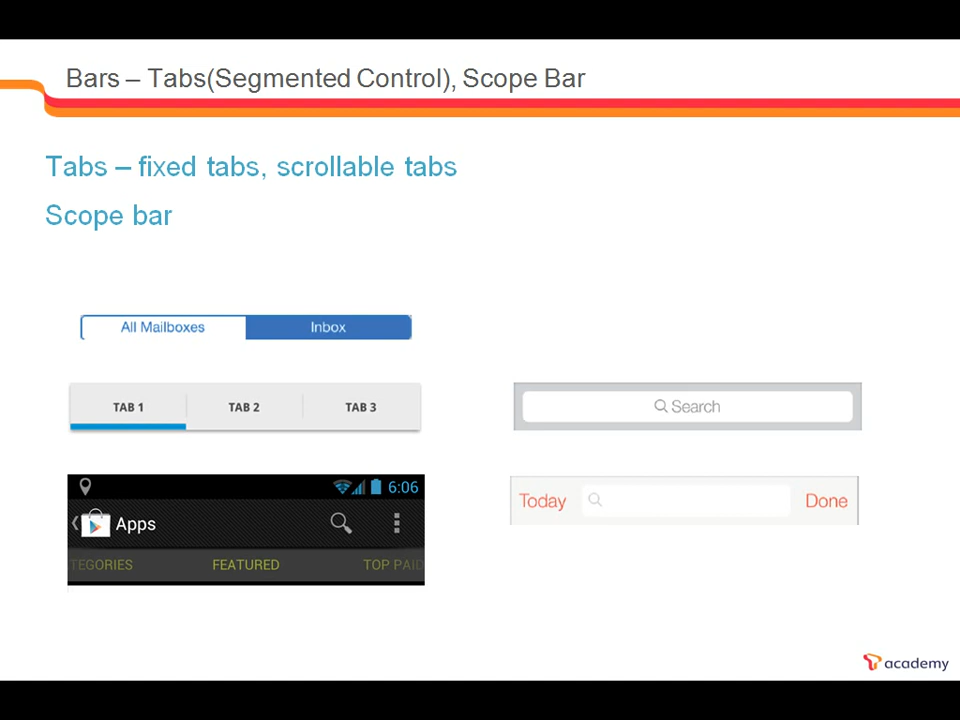 Bars – Tabs(Segmented Control), Scope Bar
Tabs – fixed tabs, scrollable tabs
Scope bar
All Mailboxes Inbox
TAB 1 TAB 2 TAB 3
Search
6:06
Apps
TEGORIES FEATURED TOP PAID
Today Done
academy